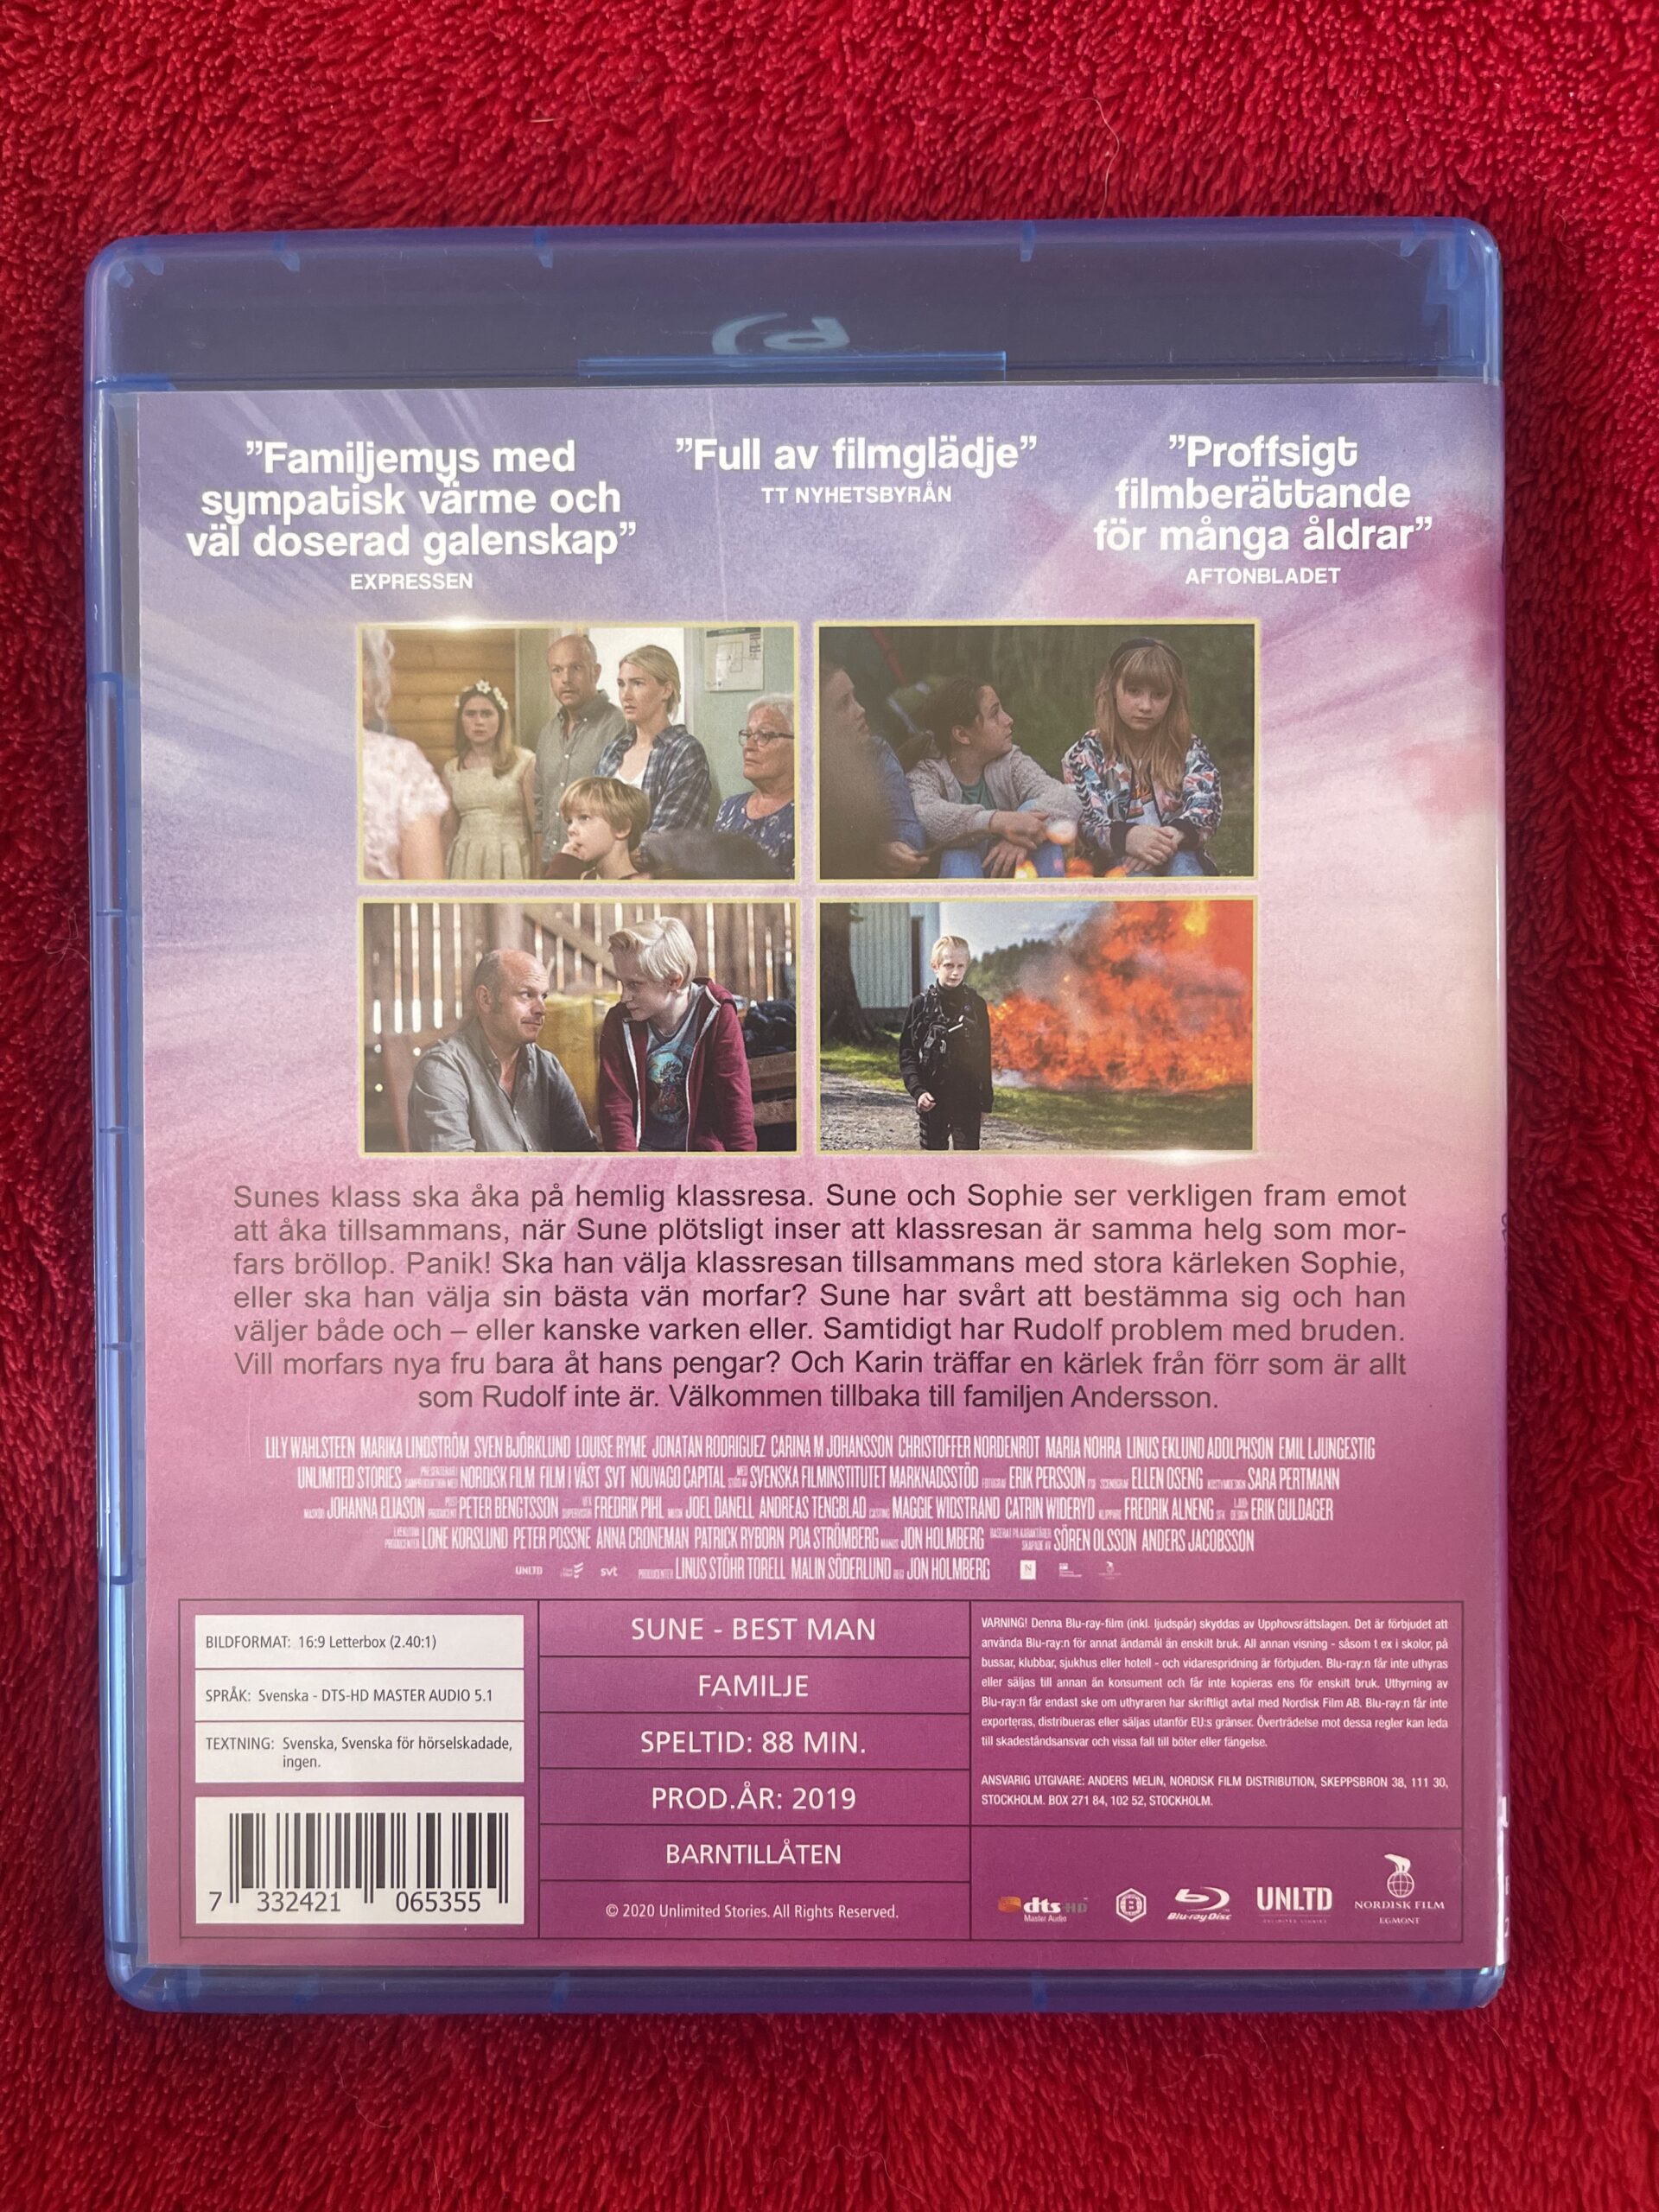 ”Familjemys med
sympatisk värme och
väl doserad galenskap”
EXPRESSEN
”Full av filmglädje”
TT NYHETSBYRÅN
”Proffsigt
filmberättande
för många åldrar”
AFTONBLADET
Sunes klass ska åka på hemlig klassresa. Sune och Sophie ser verkligen fram emot
att åka tillsammans, när Sune plötsligt inser att klassresan är samma helg som mor-
fars bröllop. Panik! Ska han välja klassresan tillsammans med stora kärleken Sophie,
eller ska han välja sin bästa vän morfar? Sune har svårt att bestämma sig och han
väljer både och – eller kanske varken eller. Samtidigt har Rudolf problem med bruden.
Vill morfars nya fru bara åt hans pengar? Och Karin träffar en kärlek från förr som är allt
som Rudolf inte är. Välkommen tillbaka till familjen Andersson.
LILY WAHLSTEEN MARIKA LINDSTRÖM SVEN BJÖRKLUND LOUISE RYME JONATAN RODRIGUEZ CARINA M JOHANSSON CHRISTOFFER NORDENROT MARIA NOHRA LINUS EKLUND ADOLPHSON EMIL LJUNGESTIG
UNLIMITED STORIES NORDISK FILM FILM I VÄST SVT NOUVAGO CAPITAL SVENSKA FILMINSTITUTET MARKNADSSTÖD ERIK PERSSON ELLEN OSENG SARA PERTMANN
JOHANNA ELIASON PETER BENGTSSON FREDRIK PIHL JOEL DANELL ANDREAS TENGBLAD CASTING MAGGIE WIDSTRAND CATRIN WIDERYD KLIPPARE FREDRIK ALNENG ERIK GULDAGER
PRODUCENTER LONE KORSLUND PETER POSSNE ANNA CRONEMAN PATRICK RYBORN POA STRÖMBERG MANUS JON HOLMBERG BASERAT PÅ KARAKTÄRER SKAPADE AV SÖREN OLSSON ANDERS JACOBSSON
UNLTD svt PRODUCENTER LINUS STÖHR TORELL MALIN SÖDERLUND REGI JON HOLMBERG N
BILDFORMAT: 16:9 Letterbox (2.40:1)
SPRÅK: Svenska - DTS-HD MASTER AUDIO 5.1
TEXTNING: Svenska, Svenska för hörselskadade,
ingen.
7 332421 065355
SUNE - BEST MAN
FAMILJE
SPELTID: 88 MIN.
PROD.ÅR: 2019
BARNTILLÅTEN
© 2020 Unlimited Stories. All Rights Reserved.
VARNING! Denna Blu-ray-film (inkl. ljudspår) skyddas av Upphovsrättslagen. Det är förbjudet att
använda Blu-ray:n för annat ändamål än enskilt bruk. All annan visning - såsom t ex i skolor, på
bussar, klubbar, sjukhus eller hotell - och vidarespridning är förbjuden. Blu-ray:n får inte uthyras
eller säljas till annan än konsument och får inte kopieras ens för enskilt bruk. Uthyrning av
Blu-ray:n får endast ske om uthyraren har skriftligt avtal med Nordisk Film AB. Blu-ray:n får inte
exporteras, distribueras eller säljas utanför EU:s gränser. Överträdelse mot dessa regler kan leda
till skadeståndsansvar och vissa fall till böter eller fängelse.
ANSVARIG UTGIVARE: ANDERS MELIN, NORDISK FILM DISTRIBUTION, SKEPPSBRON 38, 111 30,
STOCKHOLM. BOX 271 84, 102 52, STOCKHOLM.
dts-HD
Master Audio
B
Blu-ray Disc
UNLTD
UNLIMITED STORIES
NORDISK FILM
EGMONT